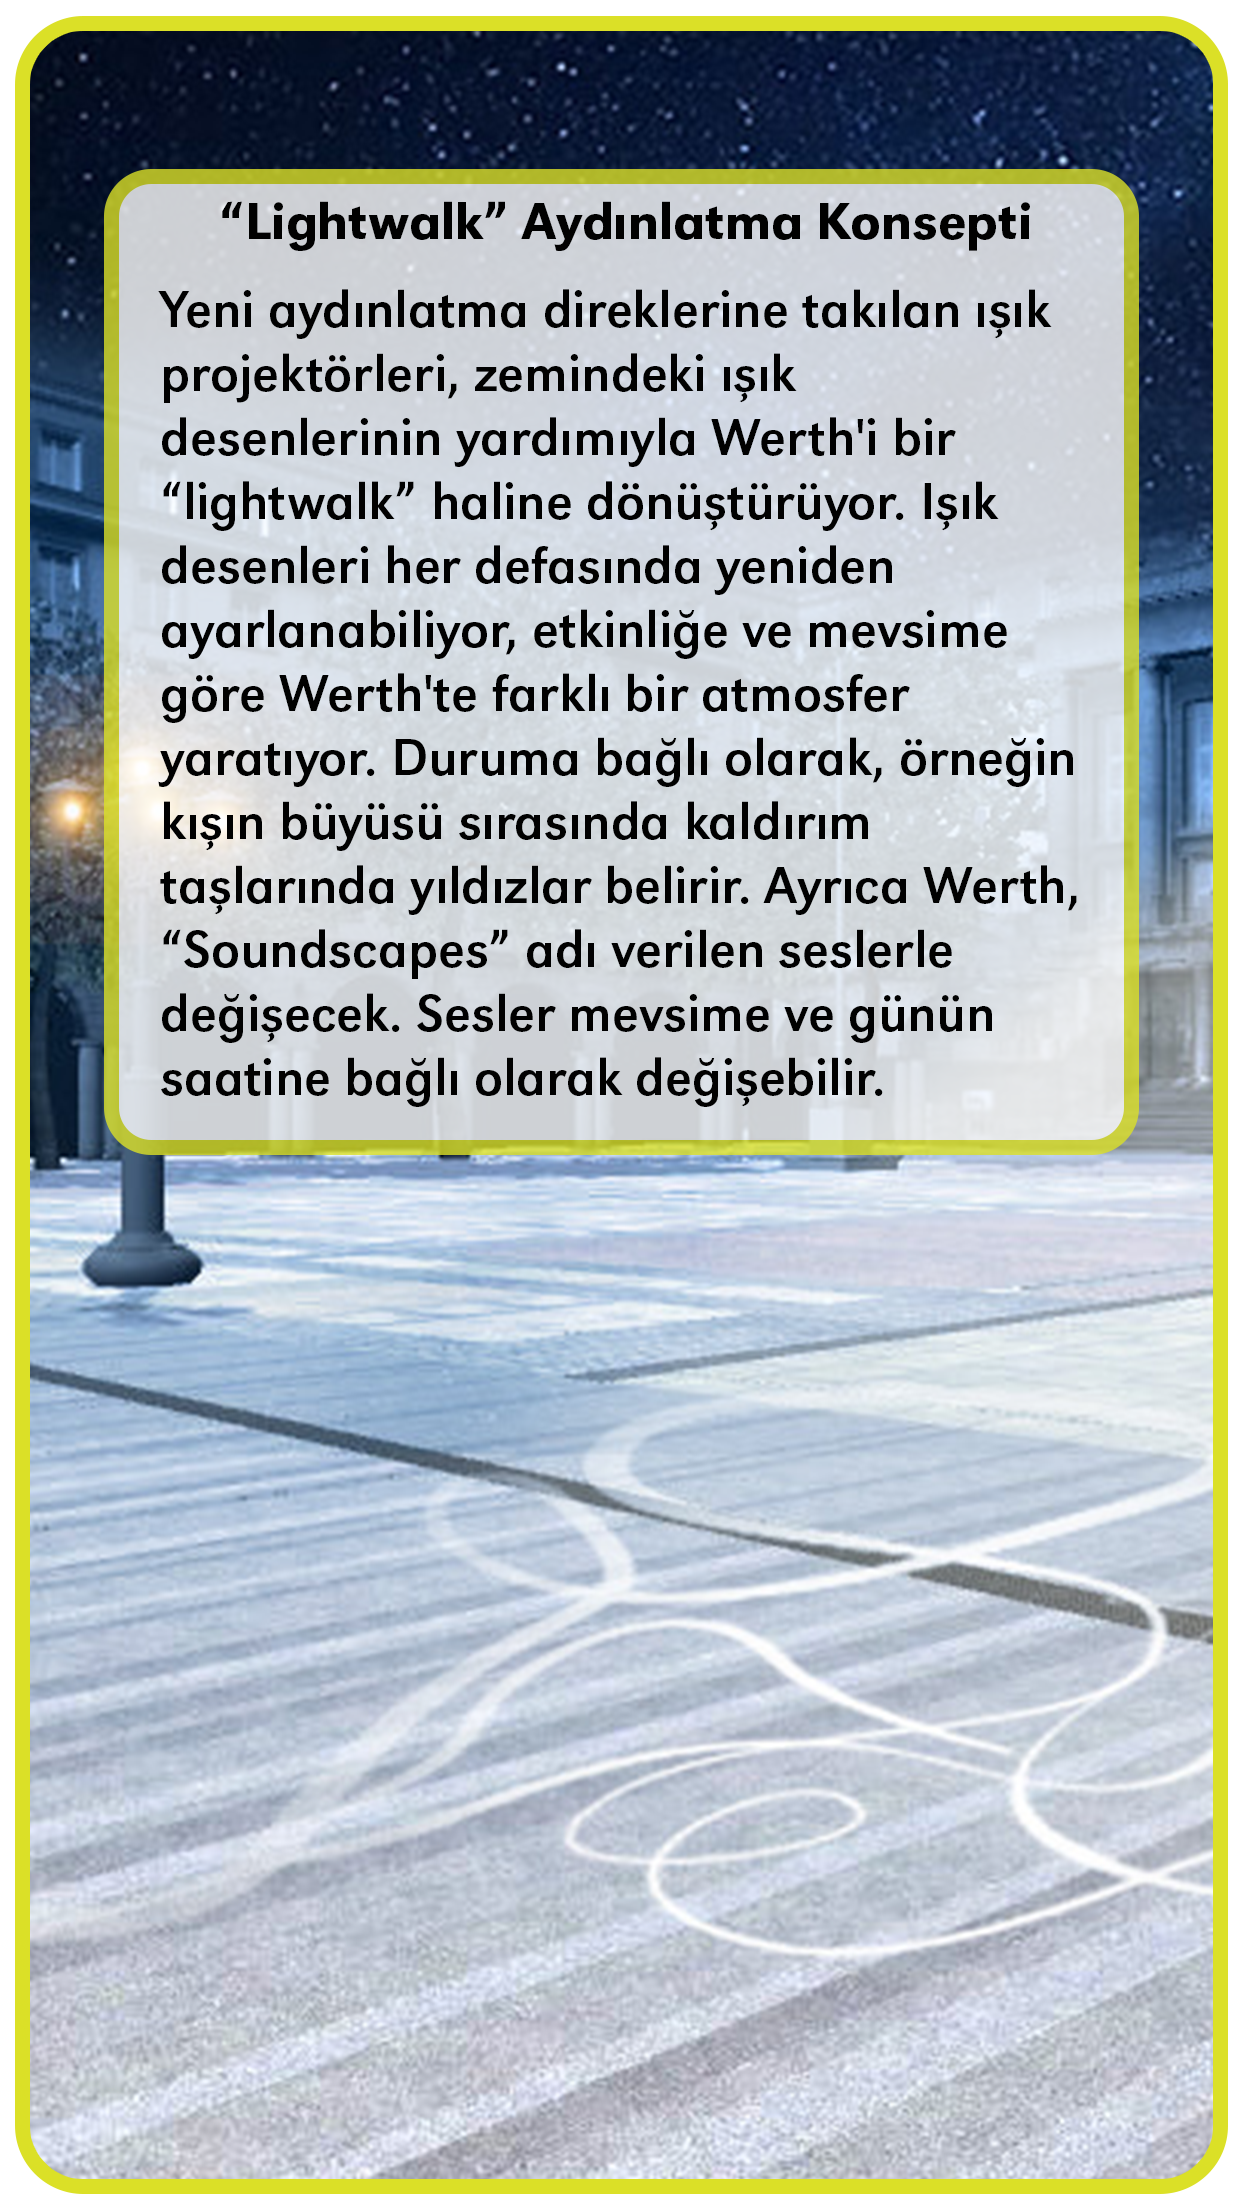 “Lightwalk” Aydınlatma Konsepti
Yeni aydınlatma direklerine takılan ışık
projektörleri, zemindeki ışık
desenlerinin yardımıyla Werth'i bir
“lightwalk” haline dönüştürüyor. Işık
desenleri her defasında yeniden
ayarlanabiliyor, etkinliğe ve mevsime
göre Werth'te farklı bir atmosfer
yaratıyor. Duruma bağlı olarak, örneğin
kışın büyüsü sırasında kaldırım
taşlarında yıldızlar belirir. Ayrıca Werth,
“Soundscapes” adı verilen seslerle
değişecek. Sesler mevsime ve günün
saatine bağlı olarak değişebilir.